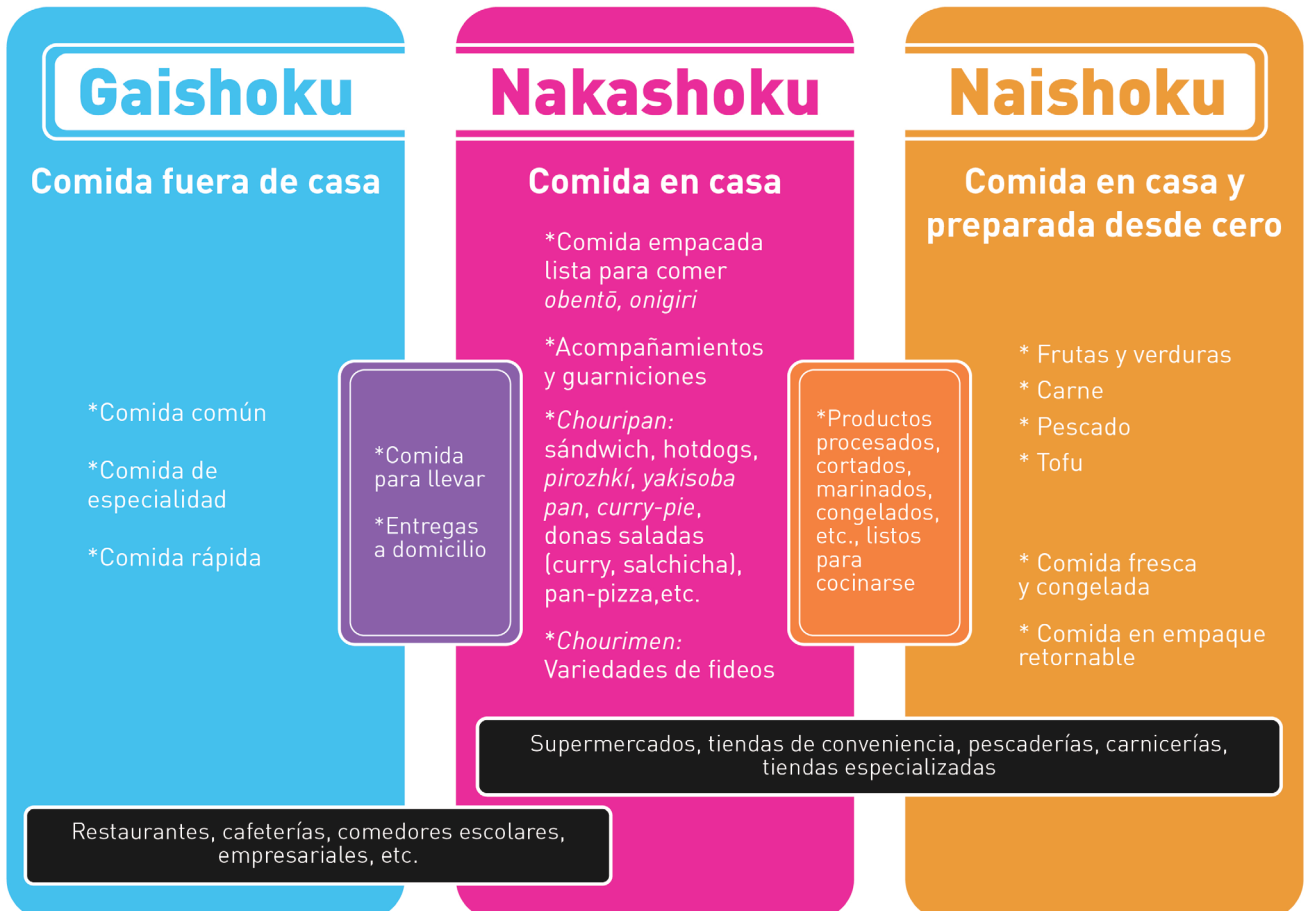 Gaishoku
Comida fuera de casa
*Comida común
*Comida de
especialidad
*Comida rápida
*Comida
para llevar
*Entregas
a domicilio
Nakashoku
Comida en casa
*Comida empacada
lista para comer
obentō, onigiri
*Acompañamientos
y guarniciones
*Chouripan:
sándwich, hotdogs,
pirozhkí, yakisoba
pan, curry-pie,
donas saladas
(curry, salchicha),
pan-pizza,etc.
*Chourimen:
Variedades de fideos
*Productos
procesados,
cortados,
marinados,
congelados,
etc., listos
para
cocinarse
Naishoku
Comida en casa y
preparada desde cero
* Frutas y verduras
* Carne
* Pescado
* Tofu
* Comida fresca
y congelada
* Comida en empaque
retornable
Supermercados, tiendas de conveniencia, pescaderías, carnicerías,
tiendas especializadas
Restaurantes, cafeterías, comedores escolares,
empresariales, etc.